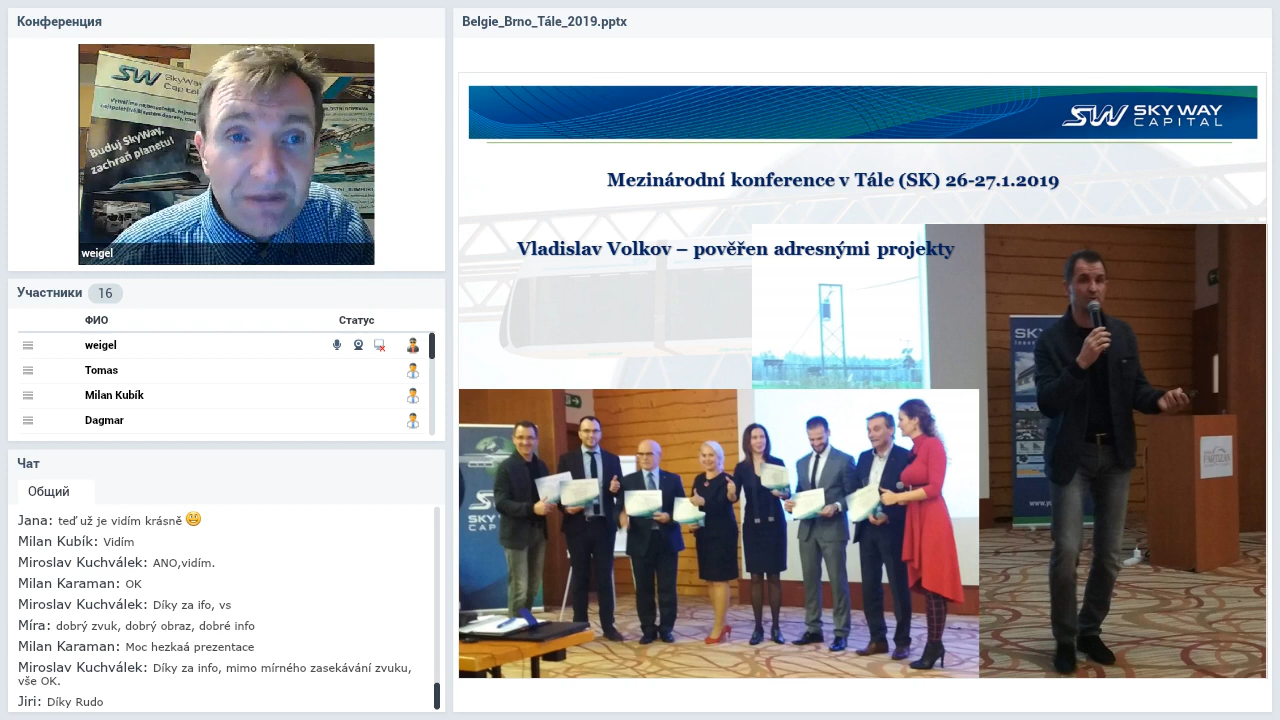 Конференция
SW SkyWay
Capital
Buduj SkyWay,
zachraň planetu!
weigel
Участники 16
ФИО Статус
weigel
Tomas
Milan Kubík
Dagmar
Чат
Общий
Jana: teď už je vidím krásně
Milan Kubík: Vidím
Miroslav Kuchválek: ANO,vidím.
Milan Karaman: OK
Miroslav Kuchválek: Díky za ifo, vs
Míra: dobrý zvuk, dobrý obraz, dobré info
Milan Karaman: Moc hezkaá prezentace
Miroslav Kuchválek: Díky za info, mimo mírného zasekávání zvuku,
vše OK.
Jiri: Díky Rudo
Belgie_Brno_Tále_2019.pptx
SW SKY WAY
CAPITAL
Mezinárodní konference v Tále (SK) 26-27.1.2019
Vladislav Volkov – pověřen adresnými projekty